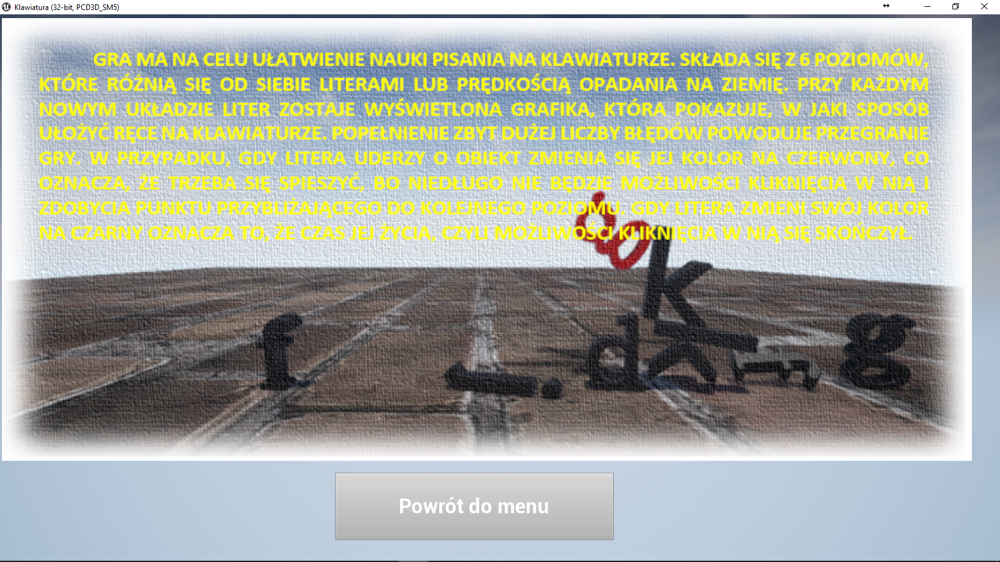 Klawiatura (32-bit, PCD3D_SM5)
GRA MA NA CELU UŁATWIENIE NAUKI PISANIA NA KLAWIATURZE. SKŁADA SIĘ Z 6 POZIOMÓW,
KTÓRE RÓŻNIĄ SIĘ OD SIEBIE LITERAMI LUB PRĘDKOŚCIĄ OPADANIA NA ZIEMIĘ. PRZY KAŻDYM
NOWYM UKŁADZIE LITER ZOSTAJE WYŚWIETLONA GRAFIKA, KTÓRA POKAZUJE, W JAKI SPOSÓB
UŁOŻYĆ RĘCE NA KLAWIATURZE. POPEŁNIENIE ZBYT DUŻEJ LICZBY BŁĘDÓW POWODUJE PRZEGRANIE
GRY. W PRZYPADKU, GDY LITERA UDERZY O OBIEKT ZMIENIA SIĘ JEJ KOLOR NA CZERWONY, CO
OZNACZA, ŻE TRZEBA SIĘ SPIESZYĆ, BO NIEDŁUGO NIE BĘDZIE MOŻLIWOŚCI KLIKNIĘCIA W NIĄ I
ZDOBYCIA PUNKTU PRZYBLIŻAJĄCEGO DO KOLEJNEGO POZIOMU. GDY LITERA ZMIENI SWÓJ KOLOR
NA CZARNY OZNACZA TO, ŻE CZAS JEJ ŻYCIA, CZYLI MOŻLIWOŚCI KLIKNIĘCIA W NIĄ SIĘ SKOŃCZYŁ.
k
f
d
g
Powrót do menu